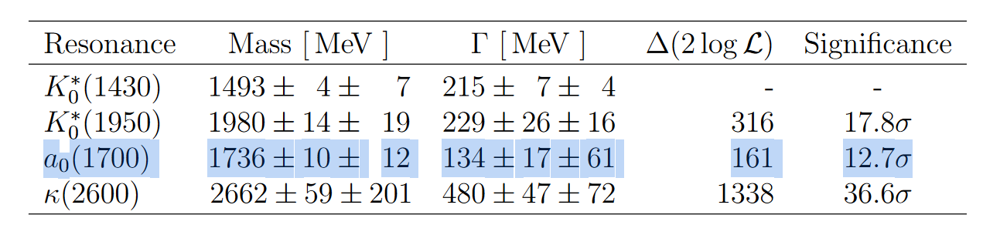 Resonance Mass [ MeV ] Γ [ MeV ] Δ(2 log ℒ) Significance
K₀*(1430) 1493 ± 4 ± 7 215 ± 7 ± 4 - -
K₀*(1950) 1980 ± 14 ± 19 229 ± 26 ± 16 316 17.8σ
a₀(1700) 1736 ± 10 ± 12 134 ± 17 ± 61 161 12.7σ
κ(2600) 2662 ± 59 ± 201 480 ± 47 ± 72 1338 36.6σ